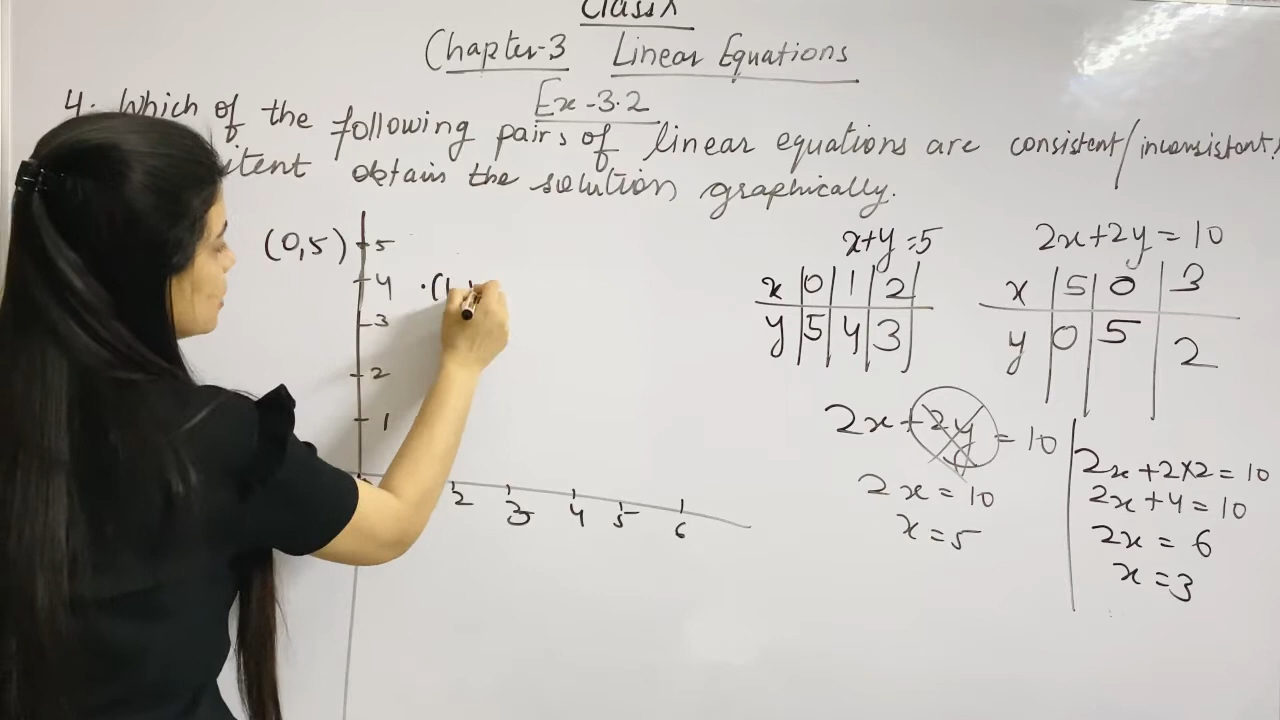 Class X
Chapter-3 Linear Equations
Ex-3.2
4. Which of the following pairs of linear equations are consistent/inconsistent.
obtain the solution graphically.
(0,5)
5
4
3
2
1
2 3 4 5 6
x+y=5
x 0 1 2
y 5 4 3
2x+2y=10
x 5 0 3
y 0 5 2
2x+2y=10
2x=10
x=5
2x+2×2=10
2x+4=10
2x=6
x=3